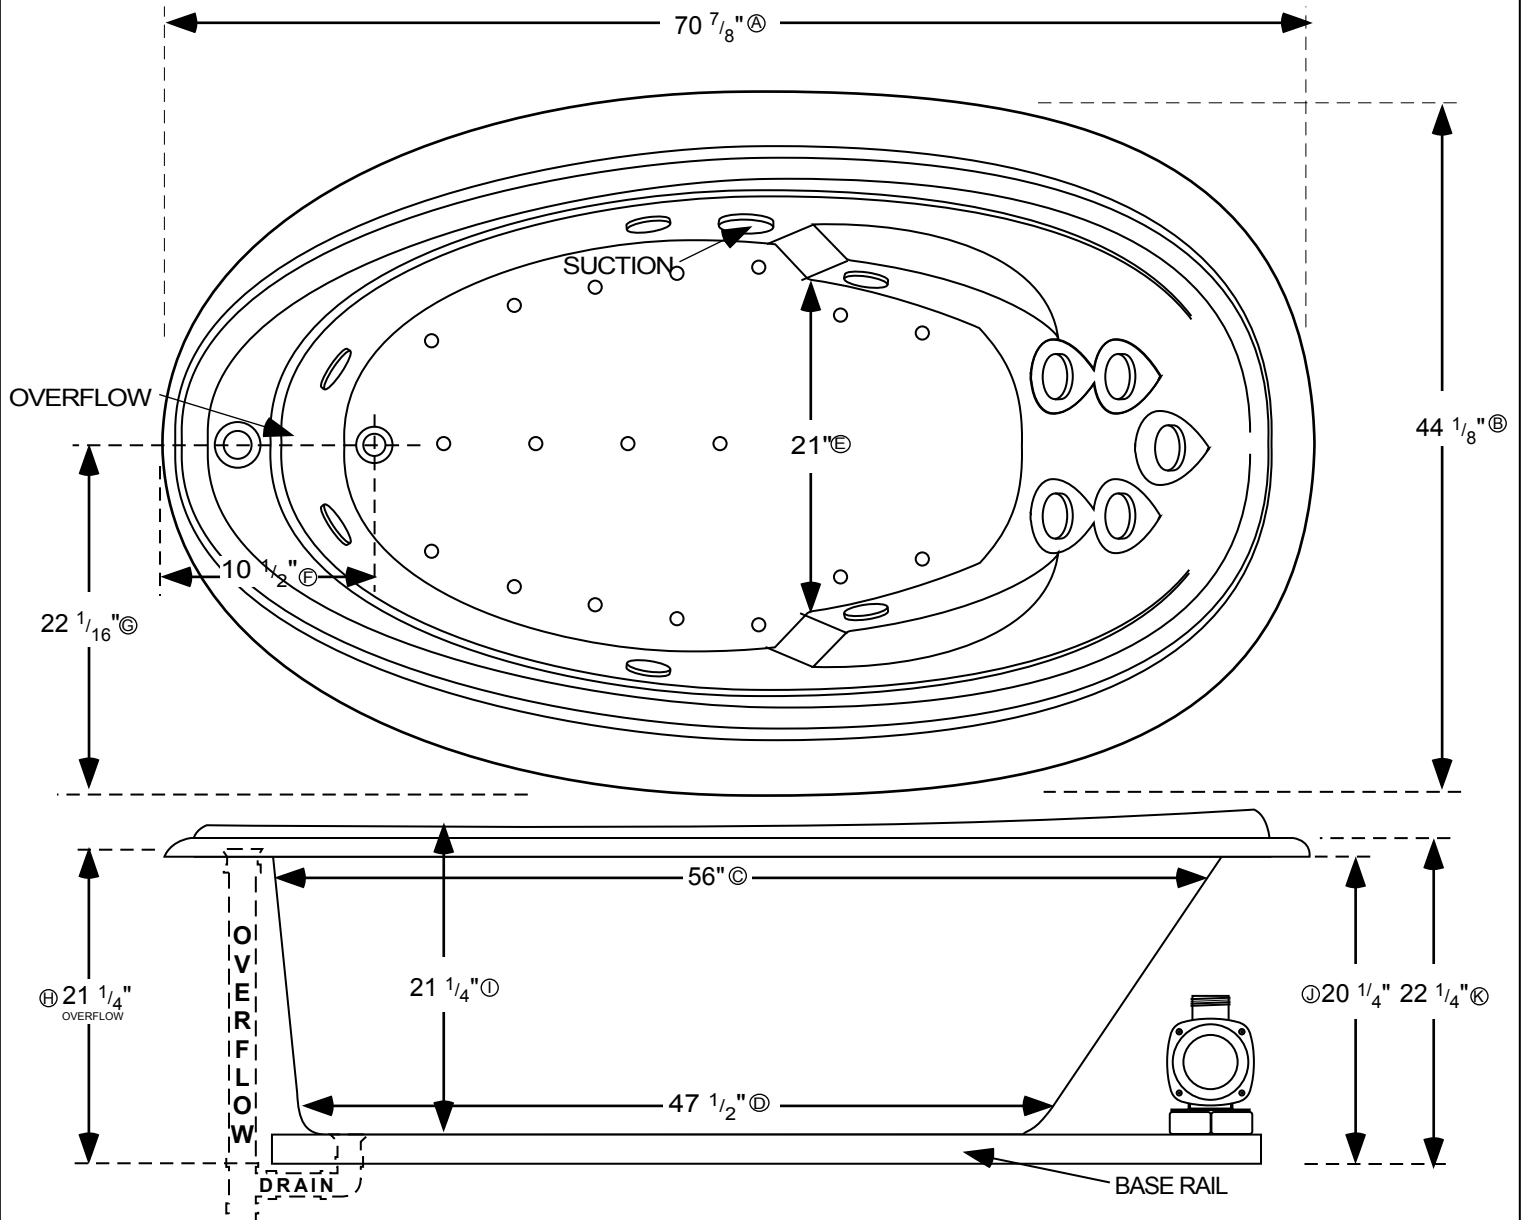 70 7/8" Ⓐ
SUCTION
OVERFLOW
44 1/8" Ⓑ
21" Ⓔ
10 1/2" Ⓕ
22 1/16" Ⓖ
56" Ⓒ
OVERFLOW
Ⓗ 21 1/4"
OVERFLOW
21 1/4" Ⓘ
Ⓙ 20 1/4" 22 1/4" Ⓚ
47 1/2" Ⓓ
DRAIN
BASE RAIL